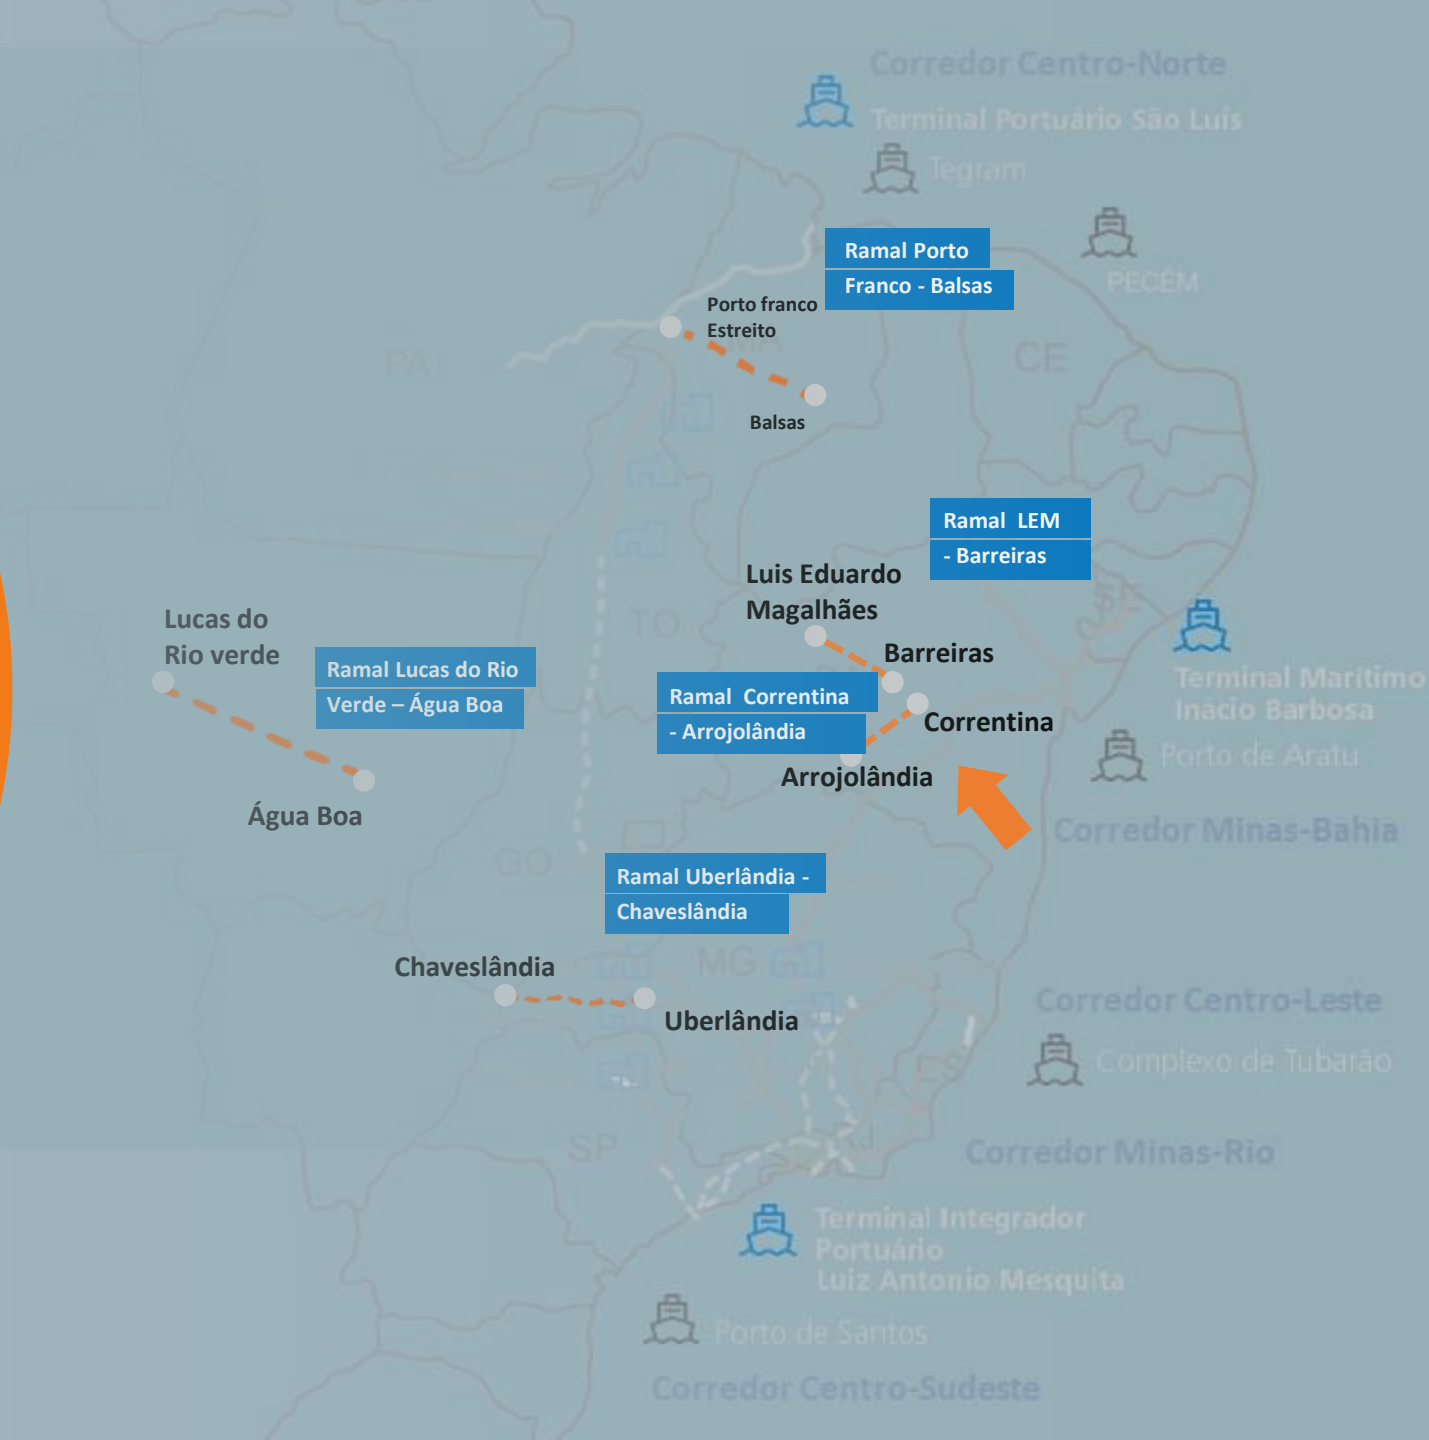 Corredor Centro-Norte
Terminal Portuário São Luís
Tegram
Ramal Porto
Franco - Balsas
PECÉM
Porto franco
Estreito
MA
CE
PA
Balsas
Ramal LEM
- Barreiras
Luis Eduardo
Magalhães
SE
Lucas do
Rio verde
TO
Barreiras
Ramal Lucas do Rio
Verde – Água Boa
Terminal Marítimo
Inácio Barbosa
Ramal Correntina
- Arrojolândia
Correntina
Porto de Aratu
Arrojolândia
Água Boa
Corredor Minas-Bahia
GO
Ramal Uberlândia -
Chaveslândia
MG
Chaveslândia
Corredor Centro-Leste
Uberlândia
ES
Complexo de Tubarão
SP
Corredor Minas-Rio
Terminal Integrador
Portuário
Luiz Antonio Mesquita
Porto de Santos
Corredor Centro-Sudeste